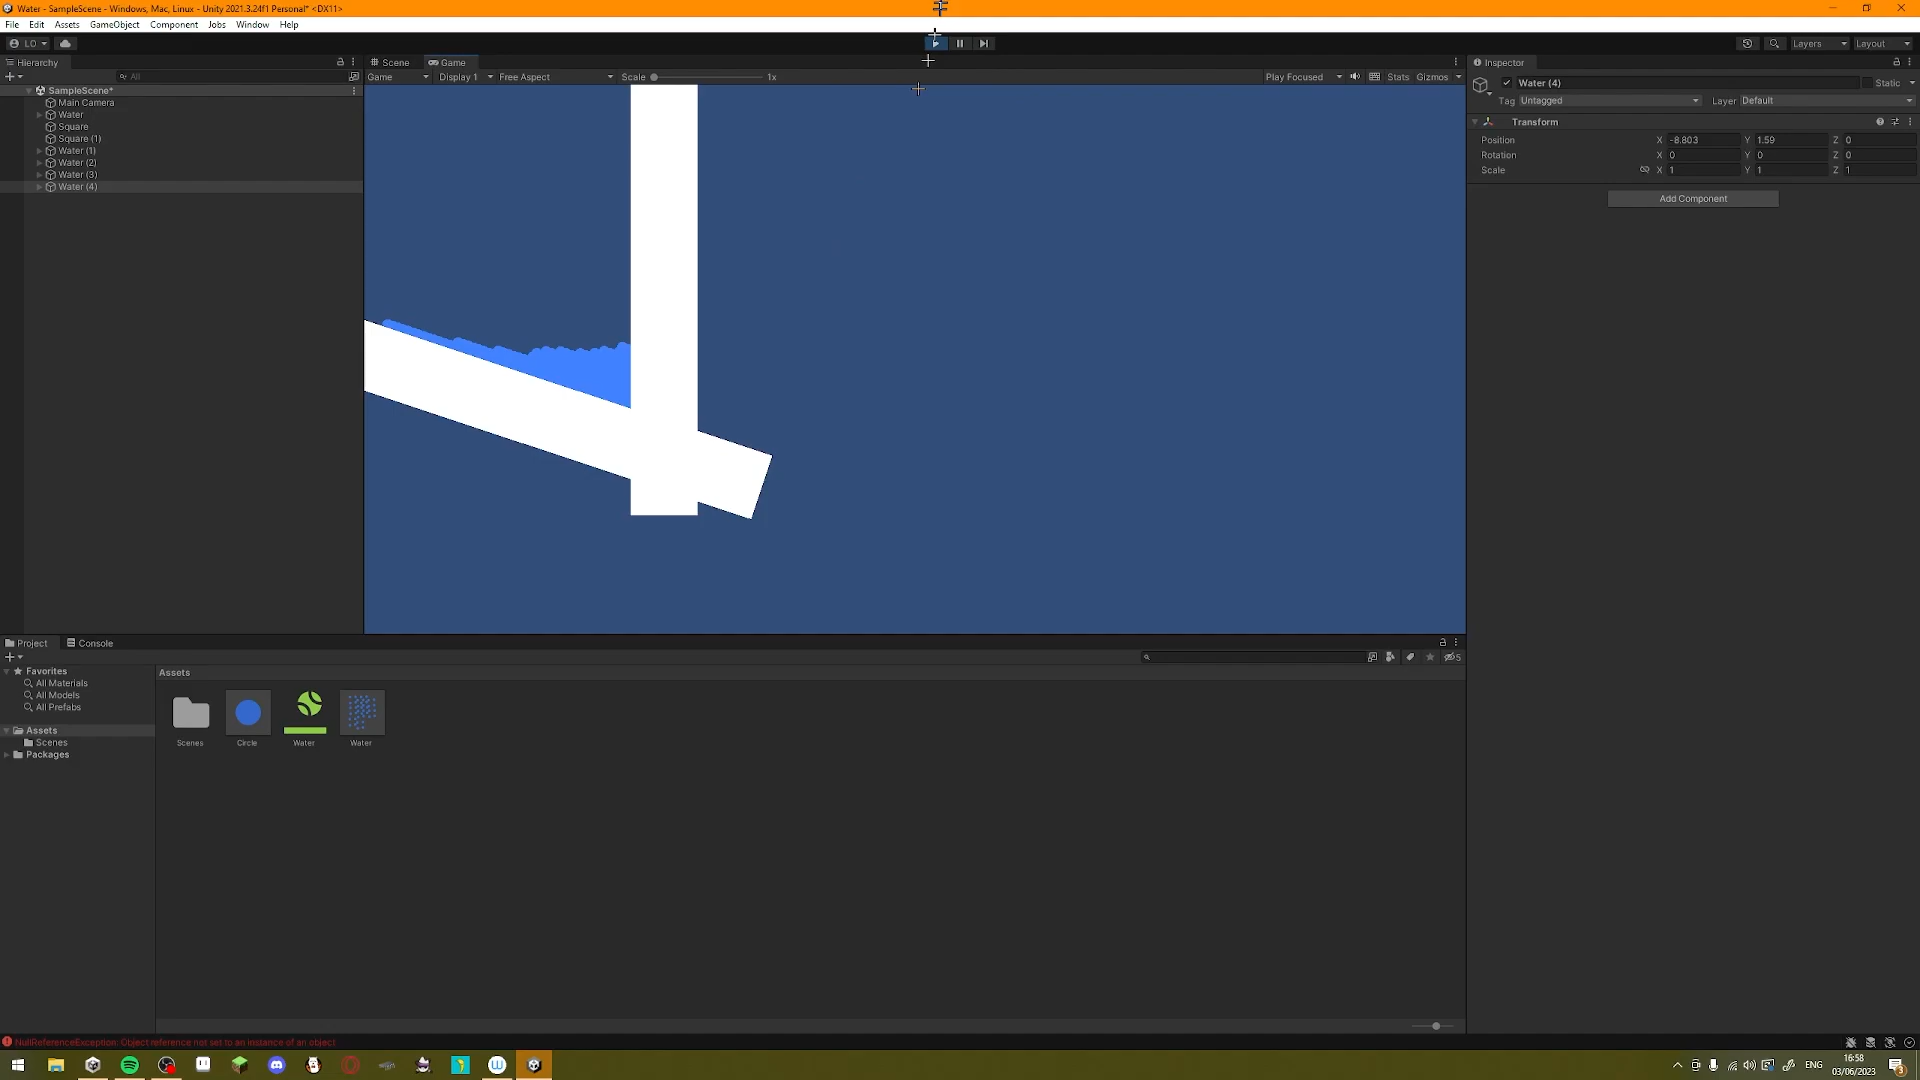 Water - SampleScene - Windows, Mac, Linux - Unity 2021.3.24f1 Personal* <DX11>
File Edit Assets GameObject Component Jobs Window Help
LO Layers Layout
Hierarchy Scene Game Inspector
All Game Display 1 Free Aspect Scale 1x Play Focused Stats Gizmos
Water (4) Static
SampleScene*
Tag Untagged Layer Default
Main Camera
Water
Transform
Square
Square (1)
Position X -8.803 Y 1.59 Z 0
Water (1)
Rotation X 0 Y 0 Z 0
Water (2)
Scale X 1 Y 1 Z 1
Water (3)
Water (4)
Add Component
Project Console
5
Favorites Assets
All Materials
All Models
All Prefabs
Assets
Scenes
Packages
Scenes Circle Water Water
NullReferenceException: Object reference not set to an instance of an object
ENG
16:58
03/06/2023
3